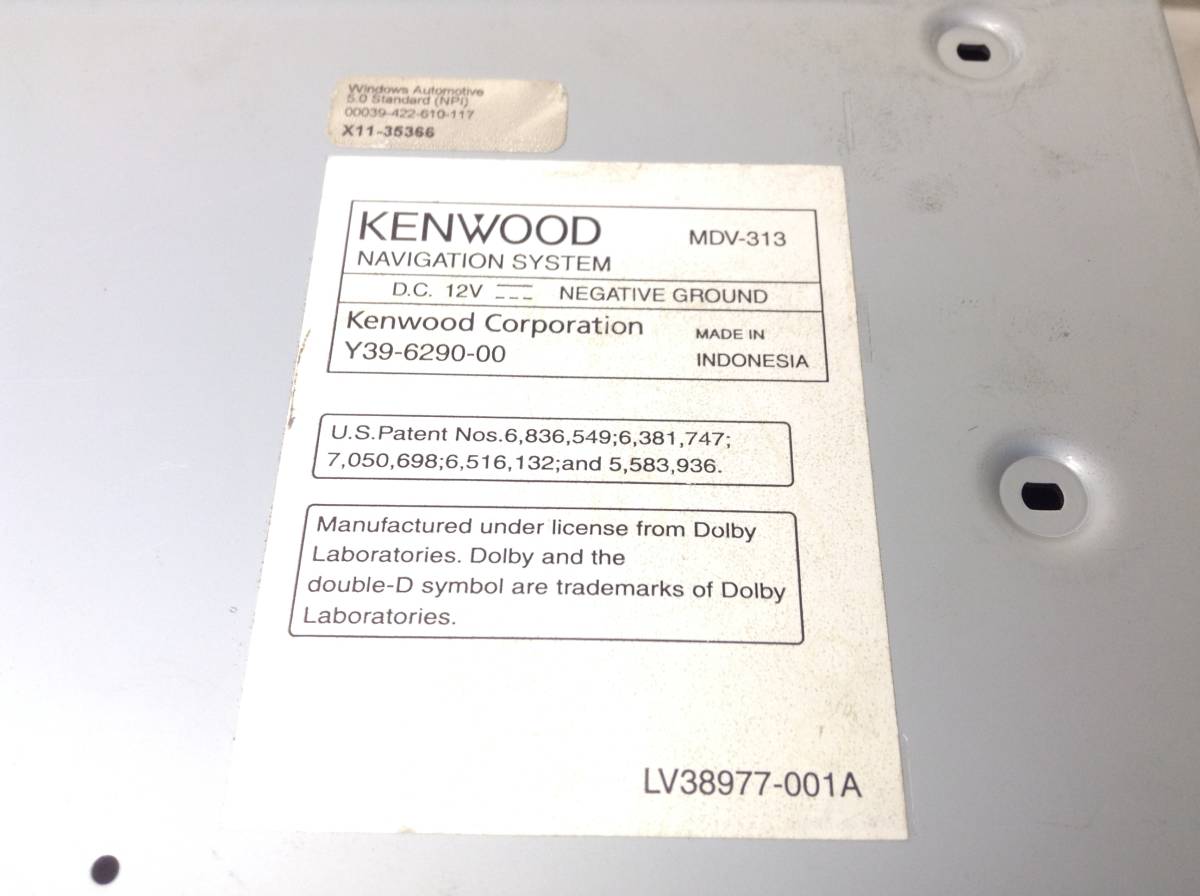 Windows Automotive
5.0 Standard (NPI)
00039-422-610-117
X11-35366
KENWOOD MDV-313
NAVIGATION SYSTEM
D.C. 12V NEGATIVE GROUND
Kenwood Corporation MADE IN
Y39-6290-00 INDONESIA
U.S.Patent Nos.6,836,549;6,381,747;
7,050,698;6,516,132;and 5,583,936.
Manufactured under license from Dolby
Laboratories. Dolby and the
double-D symbol are trademarks of Dolby
Laboratories.
LV38977-001A